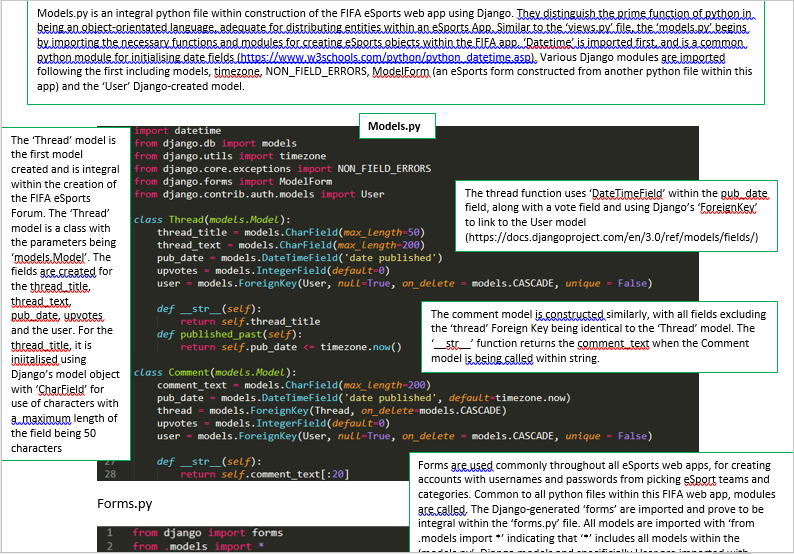 Models.py is an integral python file within construction of the FIFA eSports web app using Django. They distinguish the prime function of python in
being an object-orientated language, adequate for distributing entities within an eSports App. Similar to the 'views.py' file, the 'models.py' begins
by importing the necessary functions and modules for creating eSports objects within the FIFA app. 'Datetime' is imported first, and is a common
python module for initialising date fields (https://www.w3schools.com/python/python_datetime.asp). Various Django modules are imported
following the first including models, timezone, NON_FIELD_ERRORS, ModelForm (an eSports form constructed from another python file within this
app) and the 'User' Django-created model.
Models.py
The 'Thread' model is
the first model
created and is integral
within the creation of
the FIFA eSports
Forum. The 'Thread'
model is a class with
the parameters being
'models.Model'. The
fields are created for
the thread_title,
thread_text,
pub_date, upvotes,
and the user. For the
thread_title, it is
iniitalised using
Django's model object
with 'CharField' for
use of characters with
a maximum length of
the field being 50
characters
import datetime
from django.db import models
from django.utils import timezone
from django.core.exceptions import NON_FIELD_ERRORS
from django.forms import ModelForm
from django.contrib.auth.models import User
class Thread(models.Model):
thread_title = models.CharField(max_length=50)
thread_text = models.CharField(max_length=200)
pub_date = models.DateTimeField('date published')
upvotes = models.IntegerField(default=0)
user = models.ForeignKey(User, null=True, on_delete = models.CASCADE, unique = False)
def __str__(self):
return self.thread_title
def published_past(self):
return self.pub_date <= timezone.now()
class Comment(models.Model):
comment_text = models.CharField(max_length=200)
pub_date = models.DateTimeField('date published', default=timezone.now)
thread = models.ForeignKey(Thread, on_delete=models.CASCADE)
upvotes = models.IntegerField(default=0)
user = models.ForeignKey(User, null=True, on_delete = models.CASCADE, unique = False)
27 def __str__(self):
28 return self.comment_text[:20]
The thread function uses 'DateTimeField' within the pub_date
field, along with a vote field and using Django's 'ForeignKey'
to link to the User model
(https://docs.djangoproject.com/en/3.0/ref/models/fields/)
The comment model is constructed similarly, with all fields excluding
the 'thread' Foreign Key being identical to the 'Thread' model. The
'__str__' function returns the comment_text when the Comment
model is being called within string.
Forms.py
1 from django import forms
2 from .models import *
Forms are used commonly throughout all eSports web apps, for creating
accounts with usernames and passwords from picking eSport teams and
categories. Common to all python files within this FIFA web app, modules
are called. The Django-generated 'forms' are imported and prove to be
integral within the 'forms.py' file. All models are imported with 'from
.models import *' indicating that '*' includes all models within the